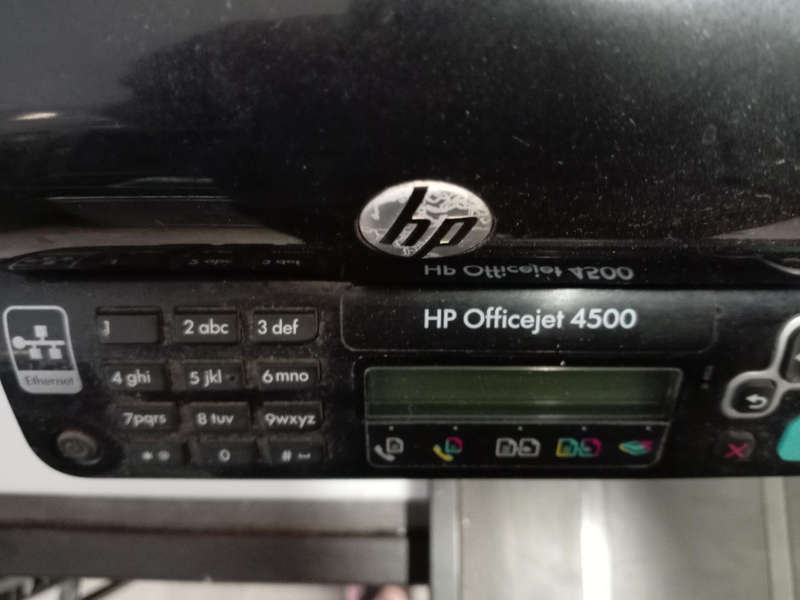 hp
HP Officejet 4500
HP Officejet 4500
Ethernet
1 2 abc 3 def
4 ghi 5 jkl 6 mno
7pqrs 8 tuv 9wxyz
* @ 0 #